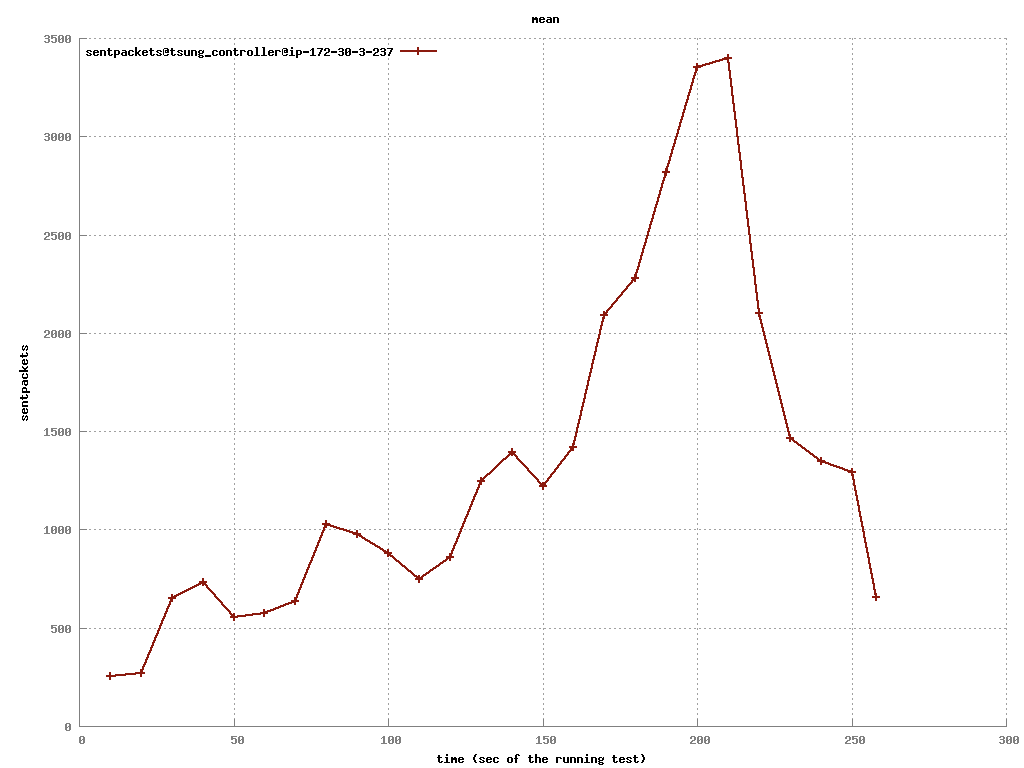 mean
3500
sentpackets@tsung_controller@ip-172-30-3-237
3000
2500
2000
1500
1000
500
0
sentpackets
0 50 100 150 200 250 300
time (sec of the running test)